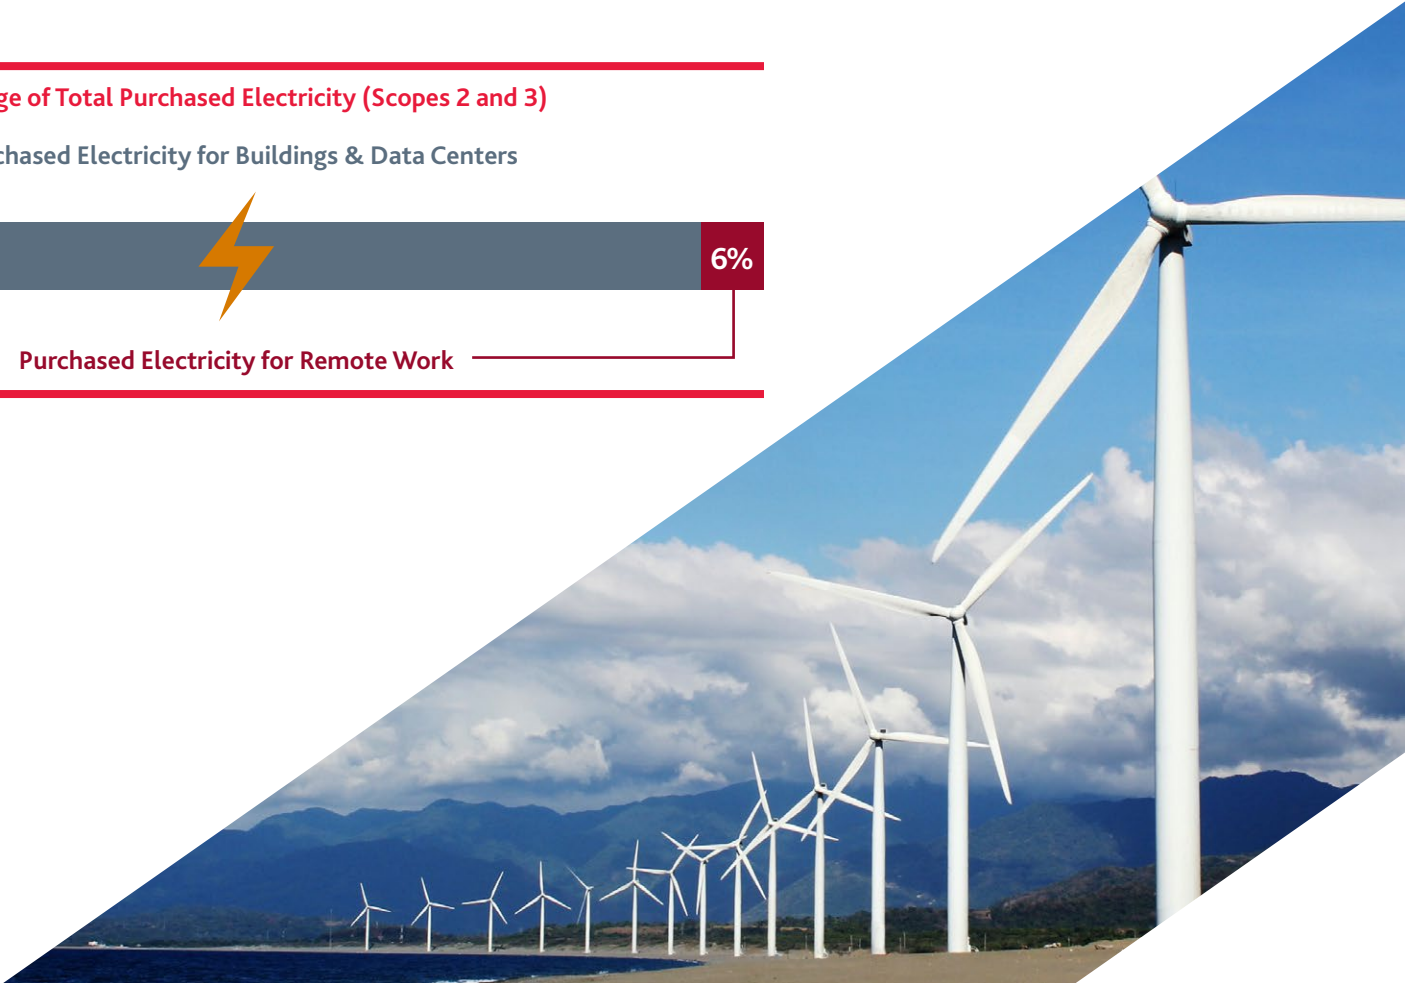 ge of Total Purchased Electricity (Scopes 2 and 3)
chased Electricity for Buildings & Data Centers
6%
Purchased Electricity for Remote Work